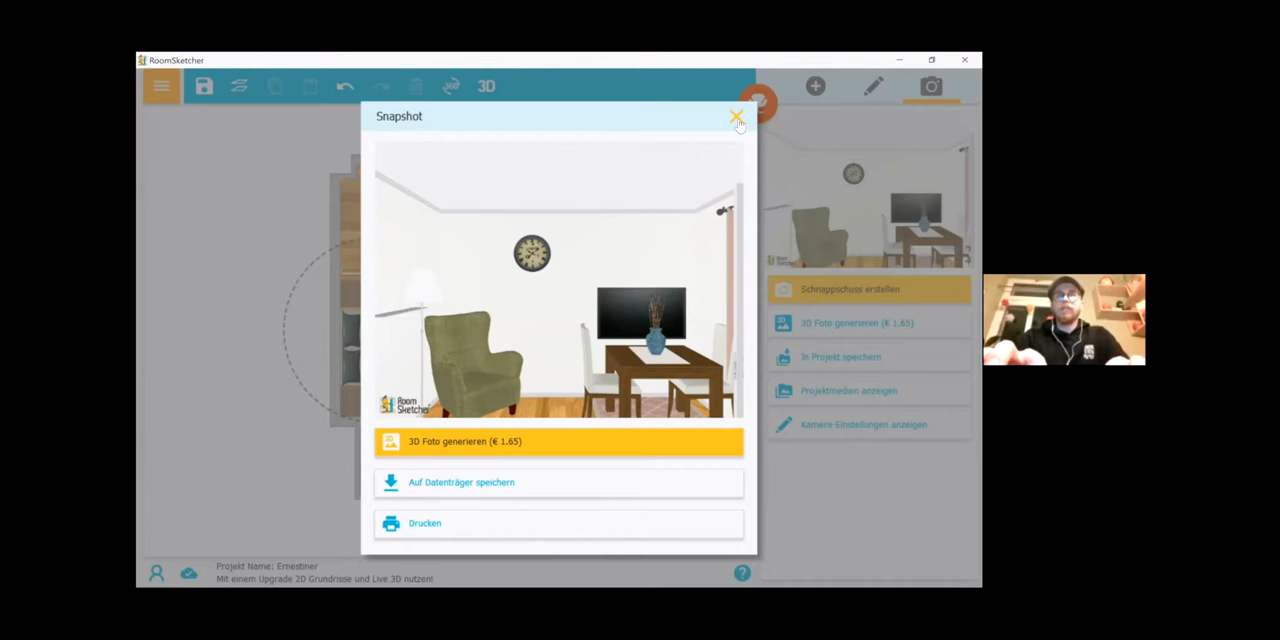 RoomSketcher
3D
Snapshot
Room
Sketcher
3D Foto generieren (€ 1.65)
Auf Datenträger speichern
Drucken
Schnappschuss erstellen
3D Foto generieren (€ 1.65)
In Projekt speichern
Projektmedien anzeigen
Kamera-Einstellungen anzeigen
Projekt Name: Ernestiner
Mit einem Upgrade 2D Grundrisse und Live 3D nutzen!